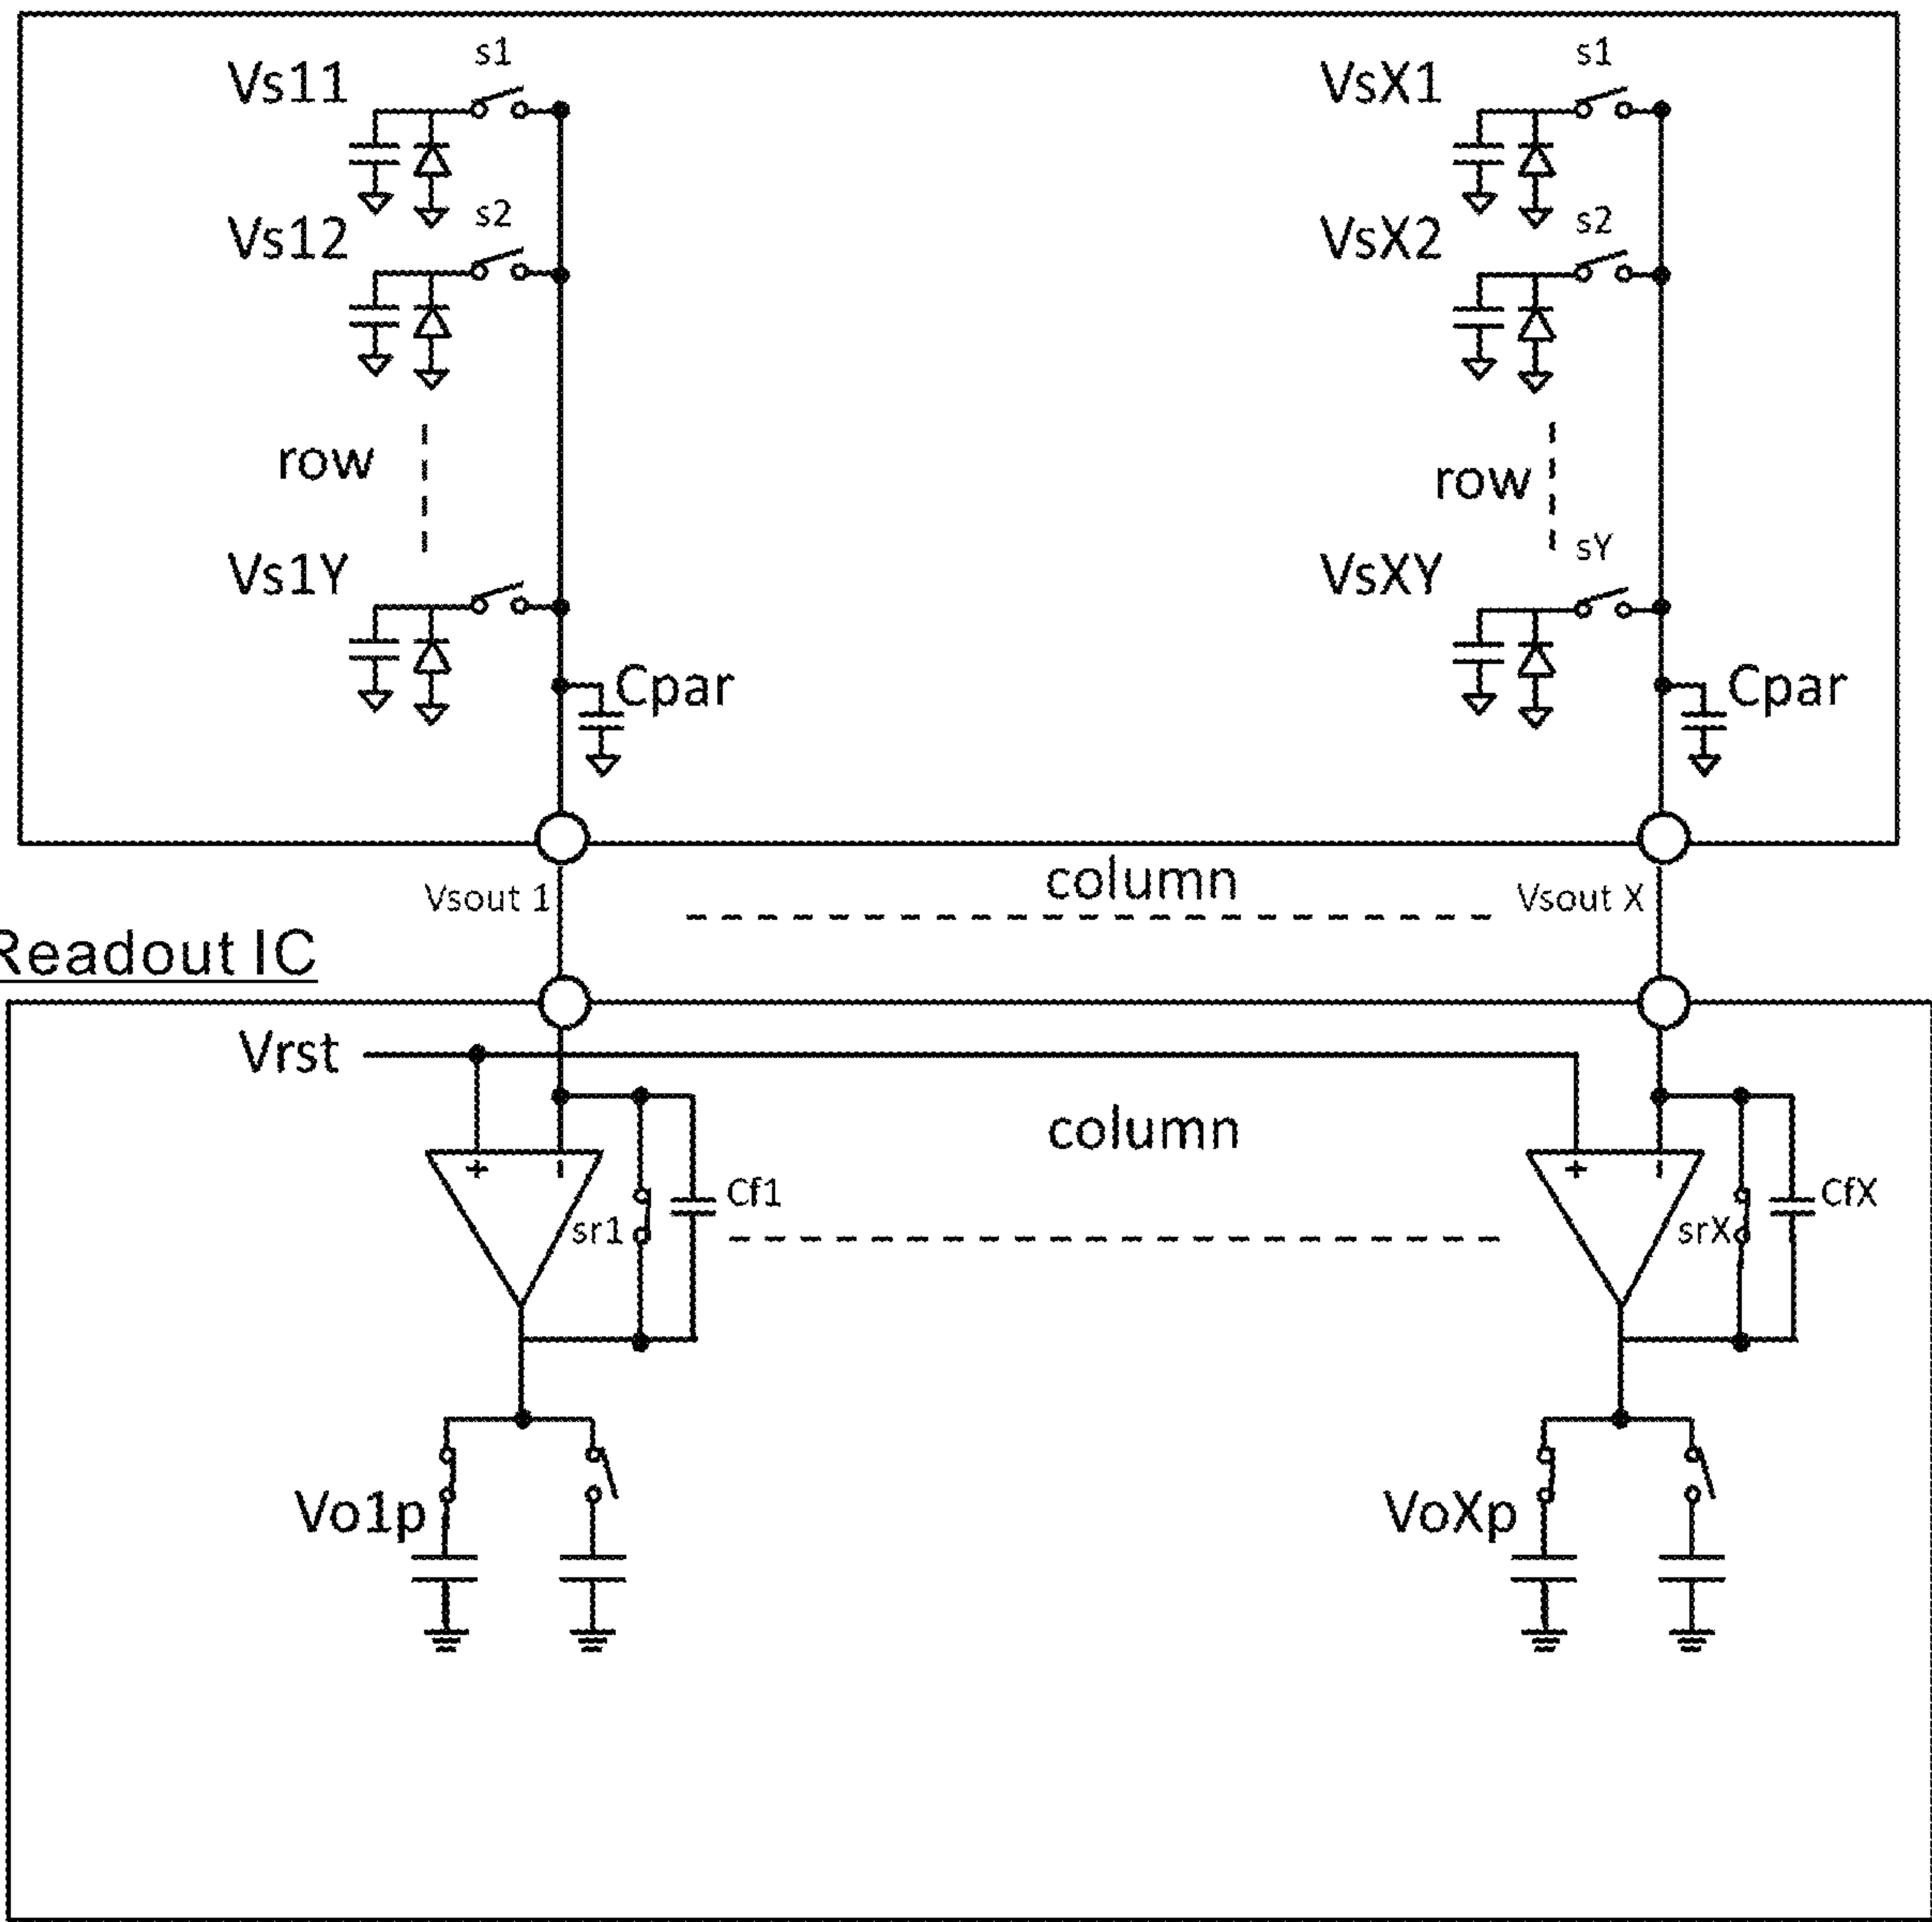 s1 s1
Vs11 VsX1
s2 s2
Vs12 VsX2
row row
sY
Vs1Y VsXY
Cpar Cpar
column
Vsout 1 Vsout X
Readout IC
Vrst
column
+ - + -
Cf1 CfX
sr1 srX
Vo1p VoXp